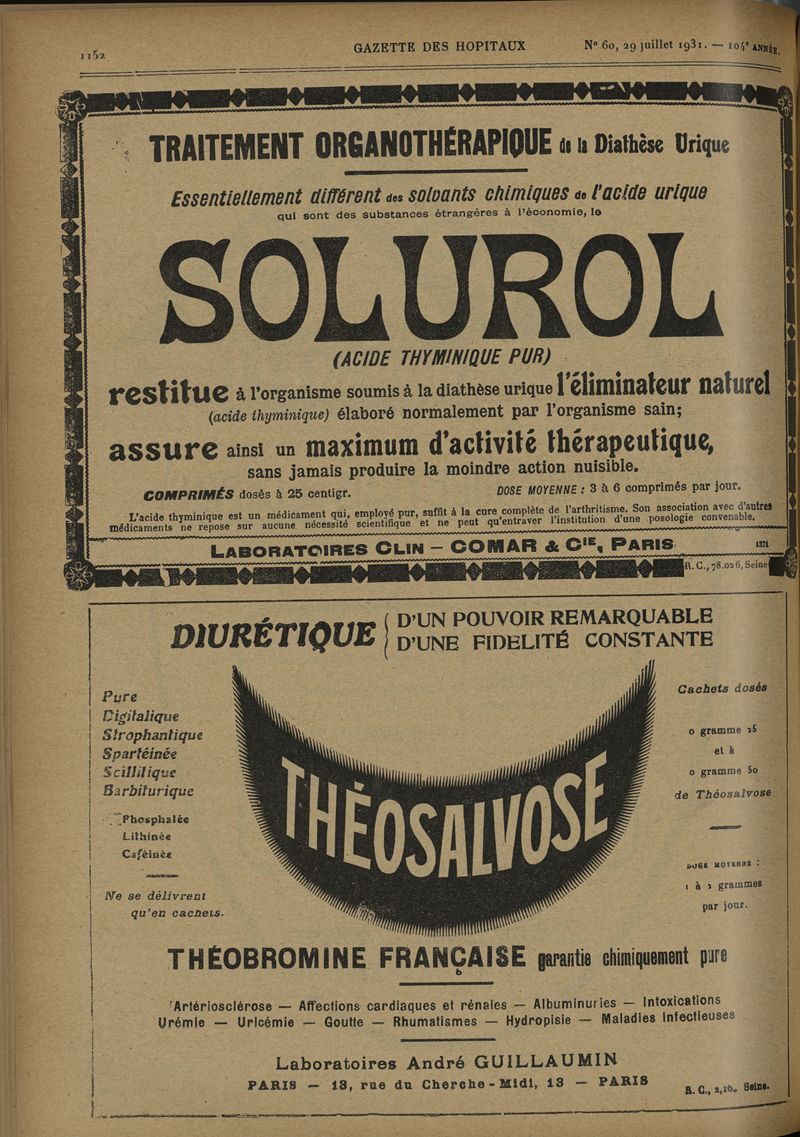 1152
GAZETTE DES HOPITAUX
N° 60, 29 juillet 1931. — 104e ANNÉE.
TRAITEMENT ORGANOTHÉRAPIQUE de la Diathèse Urique
Essentiellement différent des solvants chimiques de l'acide urique
qui sont des substances étrangères à l'économie, le
SOLUROL
(ACIDE THYMINIQUE PUR)
restitue à l'organisme soumis à la diathèse urique l'éliminateur naturel
(acide thyminique) élaboré normalement par l'organisme sain;
assure ainsi un maximum d'activité thérapeutique,
sans jamais produire la moindre action nuisible.
COMPRIMÉS dosés à 25 centigr.
DOSE MOYENNE : 3 à 6 comprimés par jour.
L'acide thyminique est un médicament qui, employé pur, suffit à la cure complète de l'arthritisme. Son association avec d'autres
médicaments ne repose sur aucune nécessité scientifique et ne peut qu'entraver l'institution d'une posologie convenable.
LABORATOIRES CLIN — COMAR & CIE, PARIS
1371
R. C., 78.026, Seine
DIURÉTIQUE
D'UN POUVOIR REMARQUABLE
D'UNE FIDELITÉ CONSTANTE
Pure
Digitalique
Strophantique
Spartéinée
Scillitique
Barbiturique
Phosphatée
Lithinée
Caféinée
Ne se délivrent
qu'en cachets.
THÉOSALVOSE
Cachets dosés
0 gramme 25
et à
0 gramme 50
de Théosalvose
DOSE MOYENNE :
1 à 2 grammes
par jour.
THÉOBROMINE FRANÇAISE garantie chimiquement pure
Artériosclérose — Affections cardiaques et rénales — Albuminuries — Intoxications
Urémie — Uricémie — Goutte — Rhumatismes — Hydropisie — Maladies infectieuses
Laboratoires André GUILLAUMIN
PARIS — 13, rue du Cherche-Midi, 13 — PARIS
R. C., Seine.